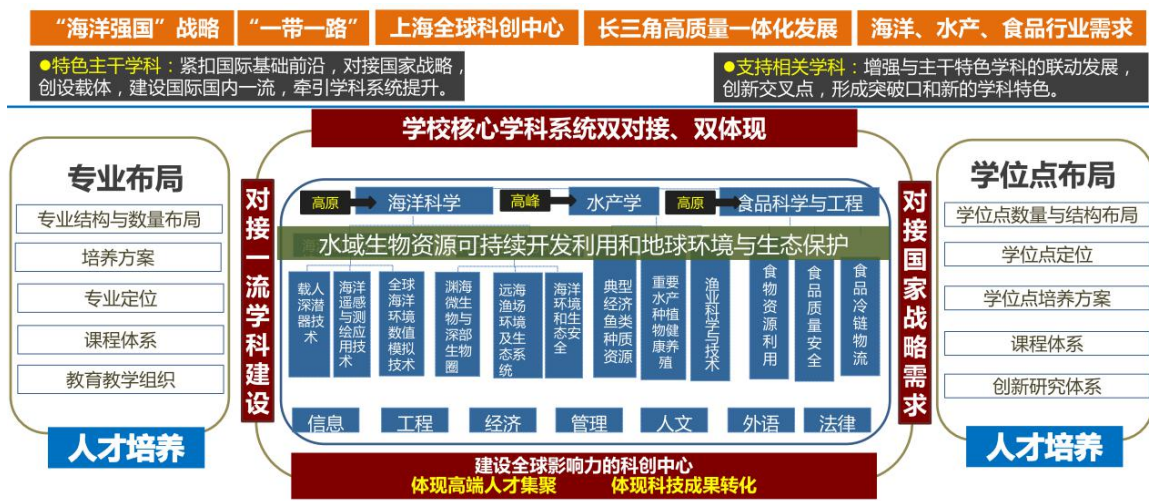 “海洋强国”战略
“一带一路”
上海全球科创中心
长三角高质量一体化发展
海洋、水产、食品行业需求
●特色主干学科：紧扣国际基础前沿，对接国家战略，
创设载体，建设国际国内一流，牵引学科系统提升。
●支持相关学科：增强与主干特色学科的联动发展，
创新交叉点，形成突破口和新的学科特色。
学校核心学科系统双对接、双体现
专业布局
专业结构与数量布局
培养方案
专业定位
课程体系
教育教学组织
人才培养
对接一流学科建设
高原
海洋科学
高峰
水产学
高原
食品科学与工程
水域生物资源可持续开发利用和地球环境与生态保护
载人深潜器技术
海洋遥感与测绘应用技术
全球海洋环境数值模拟技术
渊海微生物与深部生物圈
远海渔场环境及生态系统
海洋环境和生态安全
典型经济鱼类种质资源
重要水产种植物健康养殖
渔业科学与技术
食物资源利用
食品质量安全
食品冷链物流
信息
工程
经济
管理
人文
外语
法律
对接国家战略需求
学位点布局
学位点数量与结构布局
学位点定位
学位点培养方案
课程体系
创新研究体系
人才培养
建设全球影响力的科创中心
体现高端人才集聚
体现科技成果转化